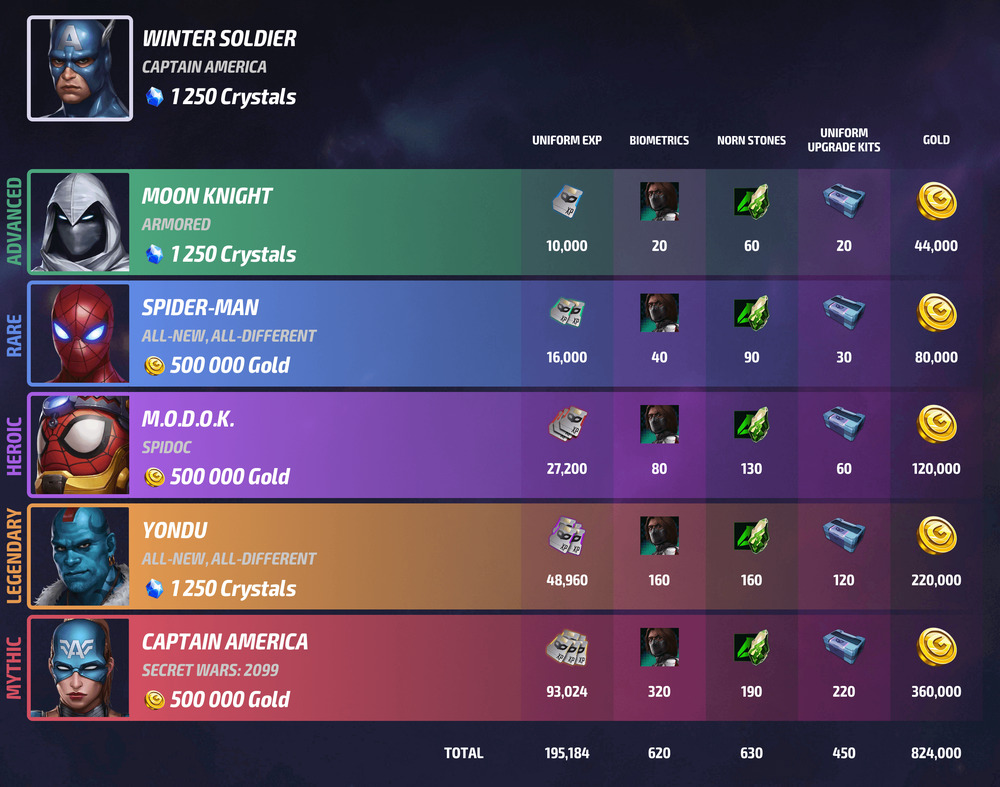 WINTER SOLDIER
CAPTAIN AMERICA
1 250 Crystals
UNIFORM EXP
BIOMETRICS
NORN STONES
UNIFORM
UPGRADE KITS
GOLD
ADVANCED
MOON KNIGHT
ARMORED
1 250 Crystals
10,000
20
60
20
44,000
RARE
SPIDER-MAN
ALL-NEW, ALL-DIFFERENT
500 000 Gold
16,000
40
90
30
80,000
HEROIC
M.O.D.O.K.
SPIDOC
500 000 Gold
27,200
80
130
60
120,000
LEGENDARY
YONDU
ALL-NEW, ALL-DIFFERENT
1 250 Crystals
48,960
160
160
120
220,000
MYTHIC
CAPTAIN AMERICA
SECRET WARS: 2099
500 000 Gold
93,024
320
190
220
360,000
TOTAL
195,184
620
630
450
824,000